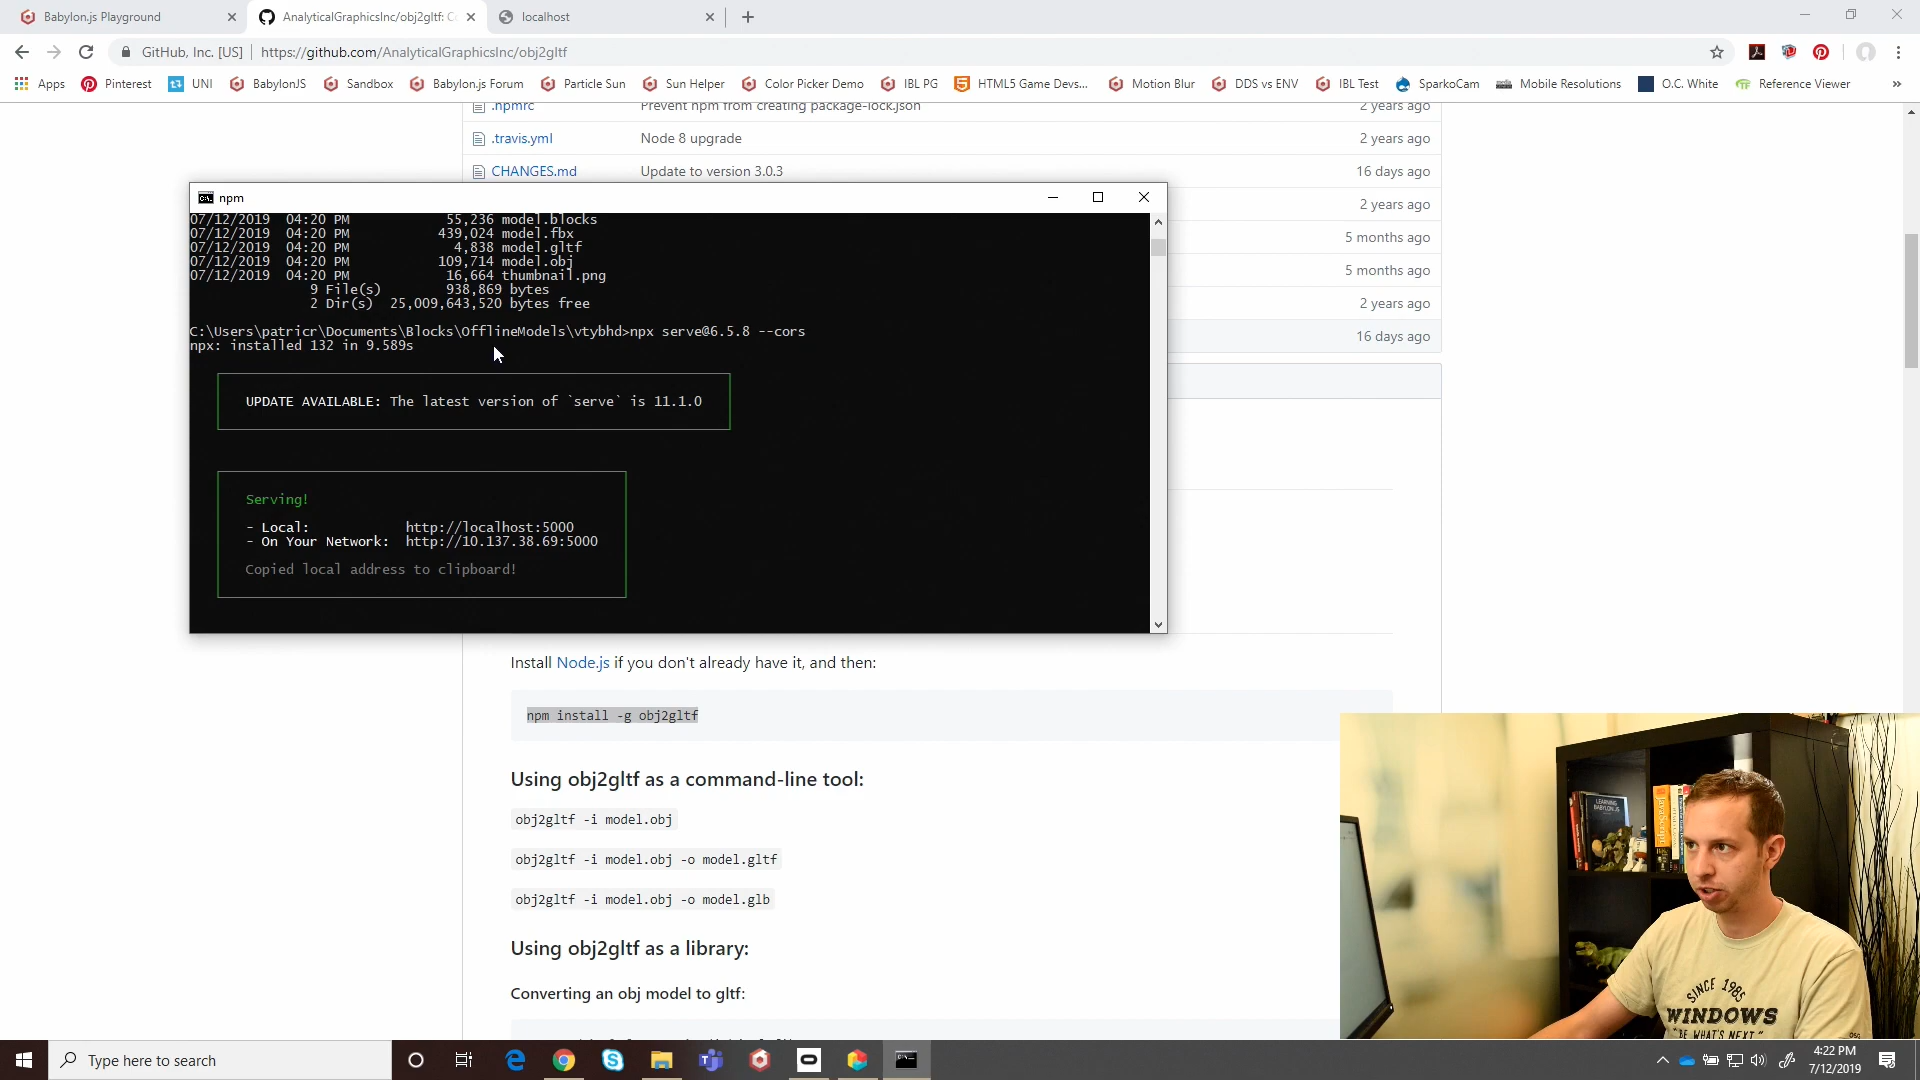 Babylon.js Playground
AnalyticalGraphicsInc/obj2gltf: Co
localhost
GitHub, Inc. [US]
https://github.com/AnalyticalGraphicsInc/obj2gltf
Apps
Pinterest
UNI
BabylonJS
Sandbox
Babylon.js Forum
Particle Sun
Sun Helper
Color Picker Demo
IBL PG
HTML5 Game Devs...
Motion Blur
DDS vs ENV
IBL Test
SparkoCam
Mobile Resolutions
O.C. White
Reference Viewer
»
.npmrc Prevent npm from creating package-lock.json 2 years ago
.travis.yml Node 8 upgrade 2 years ago
CHANGES.md Update to version 3.0.3 16 days ago
2 years ago
5 months ago
5 months ago
2 years ago
16 days ago
npm
07/12/2019 04:20 PM 55,236 model.blocks
07/12/2019 04:20 PM 439,024 model.fbx
07/12/2019 04:20 PM 4,838 model.gltf
07/12/2019 04:20 PM 109,714 model.obj
07/12/2019 04:20 PM 16,664 thumbnail.png
9 File(s) 938,869 bytes
2 Dir(s) 25,009,643,520 bytes free
C:\Users\patricr\Documents\Blocks\OfflineModels\vtybhd>npx serve@6.5.8 --cors
npx: installed 132 in 9.589s
UPDATE AVAILABLE: The latest version of `serve` is 11.1.0
Serving!
- Local: http://localhost:5000
- On Your Network: http://10.137.38.69:5000
Copied local address to clipboard!
Install Node.js if you don't already have it, and then:
npm install -g obj2gltf
Using obj2gltf as a command-line tool:
obj2gltf -i model.obj
obj2gltf -i model.obj -o model.gltf
obj2gltf -i model.obj -o model.glb
Using obj2gltf as a library:
Converting an obj model to gltf:
LEARNING
BABYLON.JS
JavaScript
SINCE 1985
WINDOWS
"BE WHAT'S NEXT"
Type here to search
4:22 PM
7/12/2019